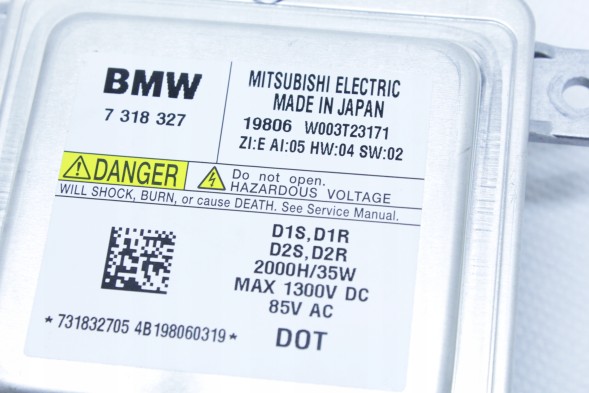 BMW
7 318 327
MITSUBISHI ELECTRIC
MADE IN JAPAN
19806 W003T23171
ZI:E AI:05 HW:04 SW:02
DANGER
Do not open.
HAZARDOUS VOLTAGE
WILL SHOCK, BURN, or cause DEATH. See Service Manual.
D1S,D1R
D2S,D2R
2000H/35W
MAX 1300V DC
85V AC
DOT
*731832705 4B198060319*